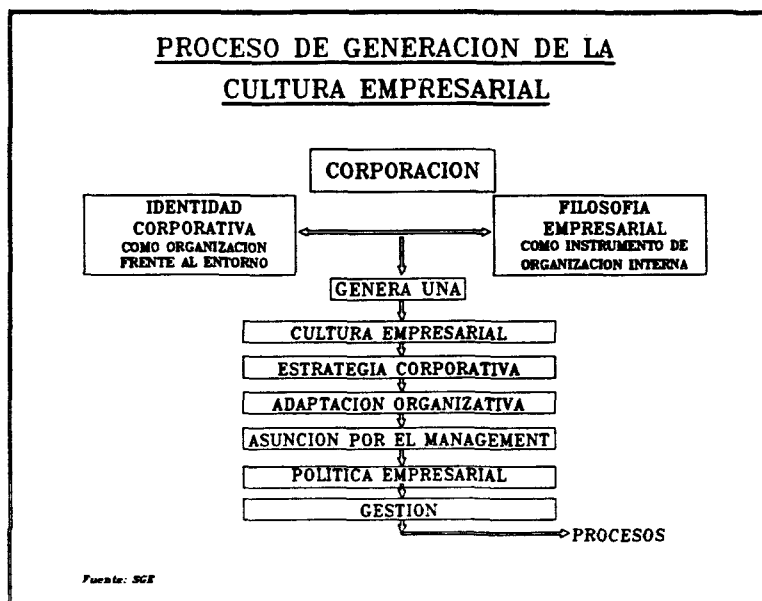 PROCESO DE GENERACION DE LA
CULTURA EMPRESARIAL
CORPORACION
IDENTIDAD
CORPORATIVA
COMO ORGANIZACION
FRENTE AL ENTORNO
FILOSOFIA
EMPRESARIAL
COMO INSTRUMENTO DE
ORGANIZACION INTERNA
GENERA UNA
CULTURA EMPRESARIAL
ESTRATEGIA CORPORATIVA
ADAPTACION ORGANIZATIVA
ASUNCION POR EL MANAGEMENT
POLITICA EMPRESARIAL
GESTION
PROCESOS
Fuente: SGE